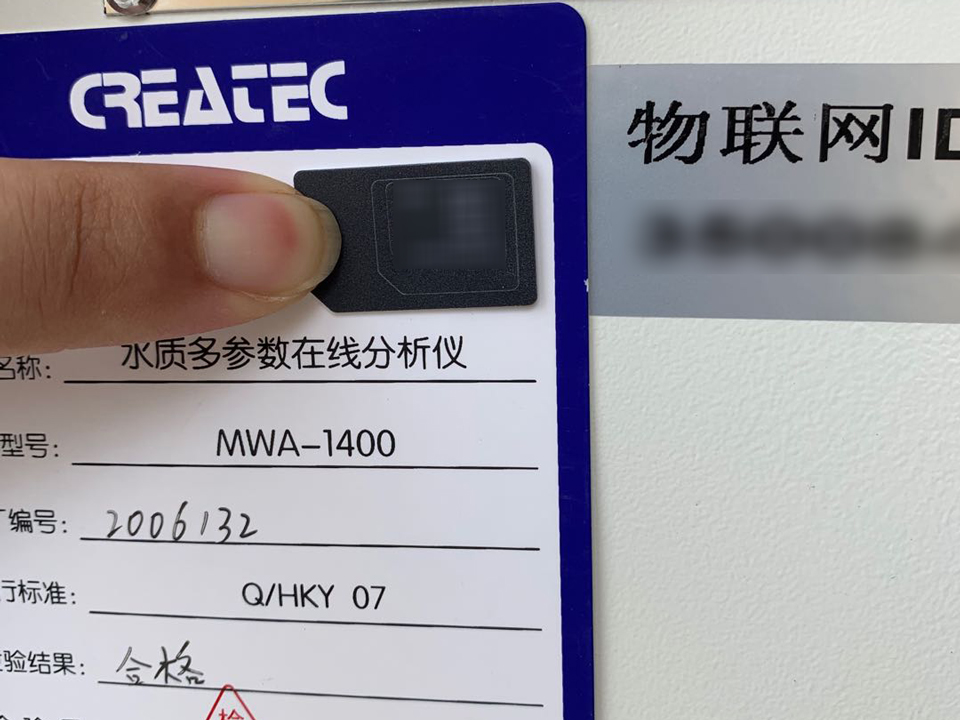 CREATEC
物联网ID
名称: 水质多参数在线分析仪
型号: MWA-1400
编号: 2006132
行标准: Q/HKY 07
验结果: 合格
检